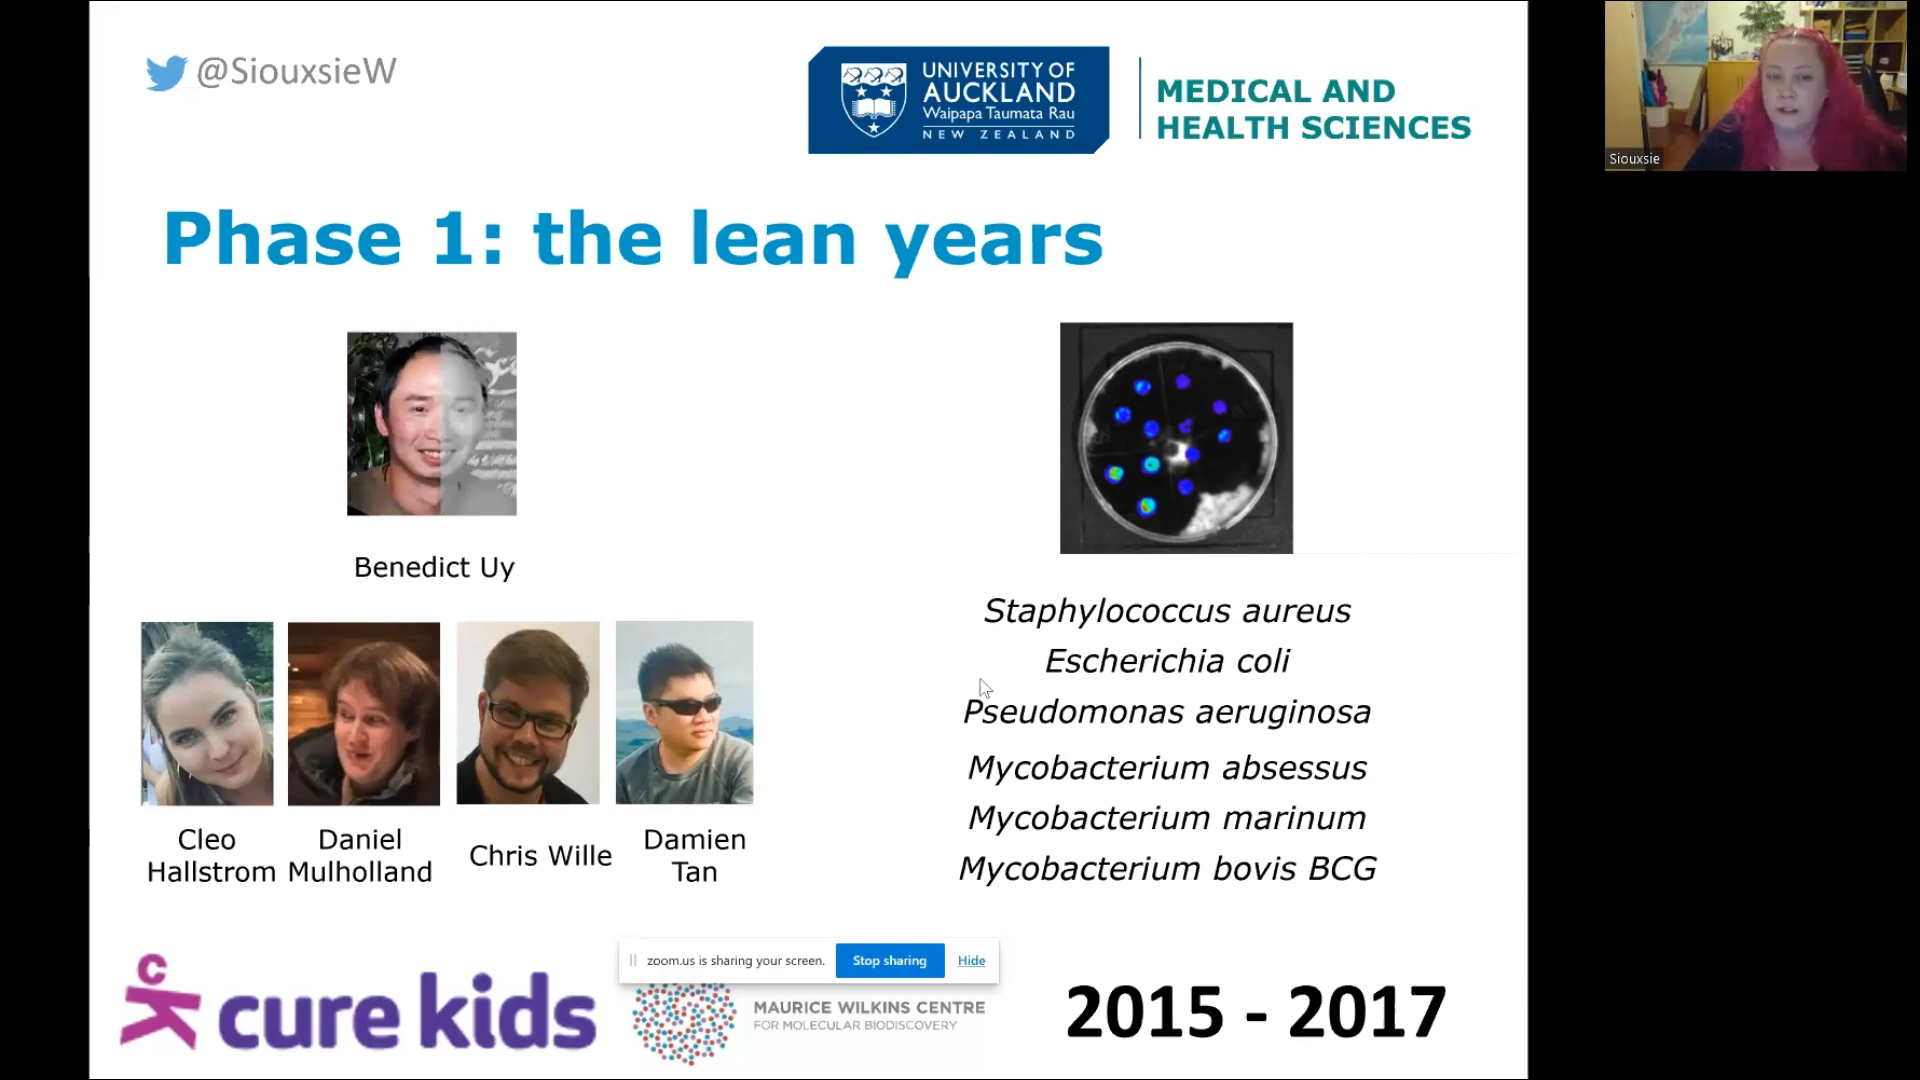 @SiouxsieW
UNIVERSITY OF
AUCKLAND
Waipapa Taumata Rau
NEW ZEALAND
MEDICAL AND
HEALTH SCIENCES
Siouxsie
Phase 1: the lean years
Benedict Uy
Cleo
Hallstrom
Daniel
Mulholland
Chris Wille
Damien
Tan
Staphylococcus aureus
Escherichia coli
Pseudomonas aeruginosa
Mycobacterium absessus
Mycobacterium marinum
Mycobacterium bovis BCG
zoom.us is sharing your screen.
Stop sharing
Hide
CK
cure kids
MAURICE WILKINS CENTRE
FOR MOLECULAR BIODISCOVERY
2015 - 2017